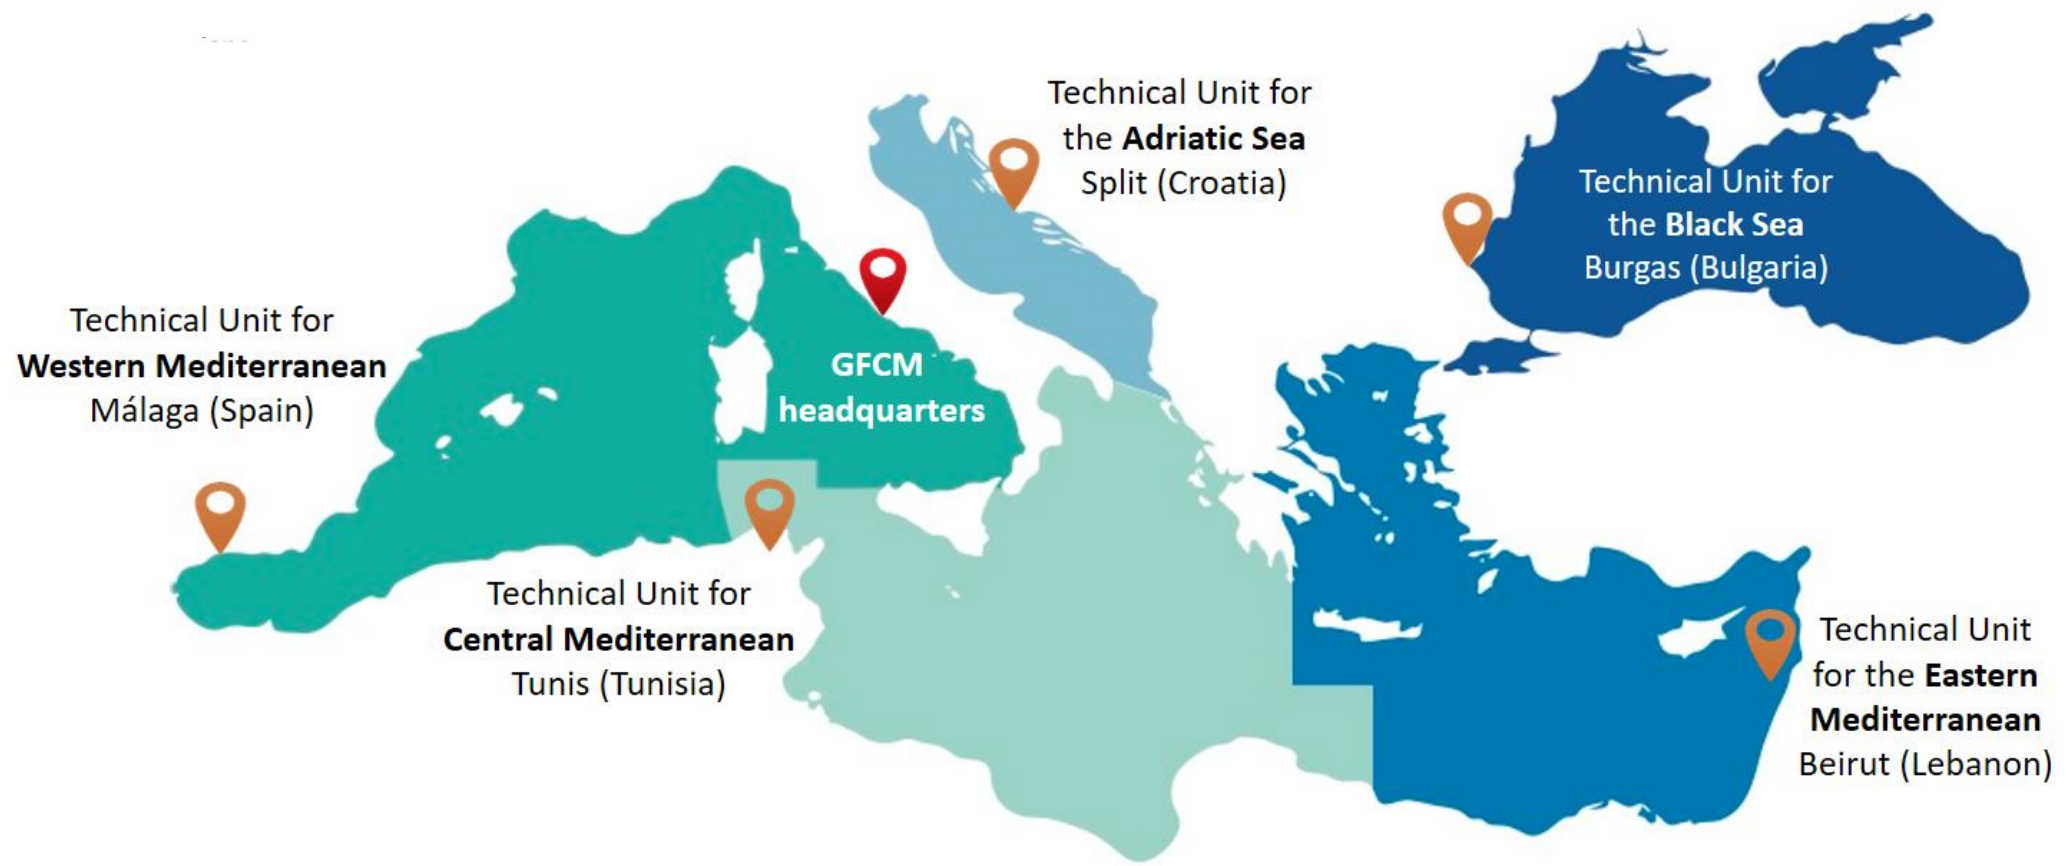 Technical Unit for
the Adriatic Sea
Split (Croatia)
Technical Unit for
the Black Sea
Burgas (Bulgaria)
Technical Unit for
Western Mediterranean
Málaga (Spain)
GFCM
headquarters
Technical Unit for
Central Mediterranean
Tunis (Tunisia)
Technical Unit
for the Eastern
Mediterranean
Beirut (Lebanon)